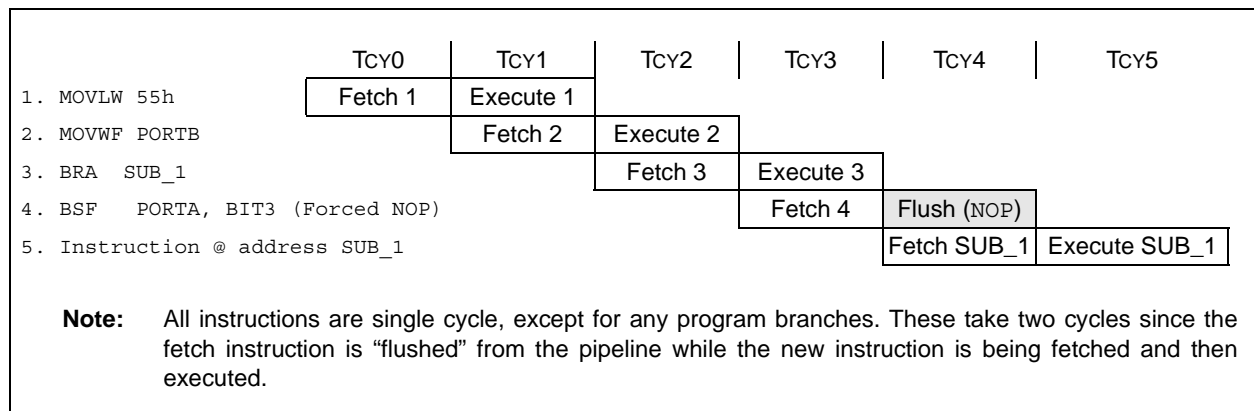 TCY0 TCY1 TCY2 TCY3 TCY4 TCY5
1. MOVLW 55h Fetch 1 Execute 1
2. MOVWF PORTB Fetch 2 Execute 2
3. BRA SUB_1 Fetch 3 Execute 3
4. BSF PORTA, BIT3 (Forced NOP) Fetch 4 Flush (NOP)
5. Instruction @ address SUB_1 Fetch SUB_1 Execute SUB_1
Note: All instructions are single cycle, except for any program branches. These take two cycles since the
fetch instruction is “flushed” from the pipeline while the new instruction is being fetched and then
executed.